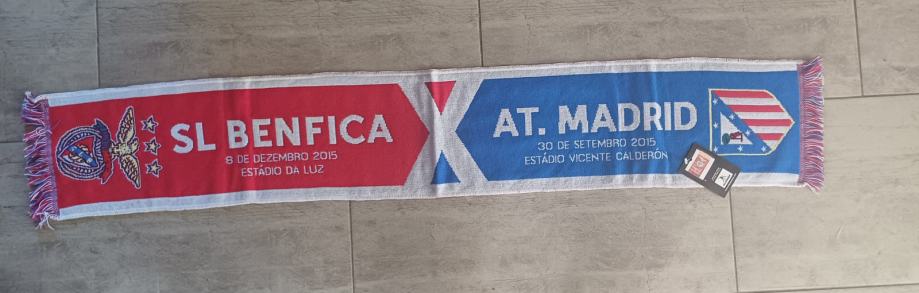 SL BENFICA
8 DE DEZEMBRO 2015
ESTÁDIO DA LUZ
AT. MADRID
30 DE SETEMBRO 2015
ESTÁDIO VICENTE CALDERÓN